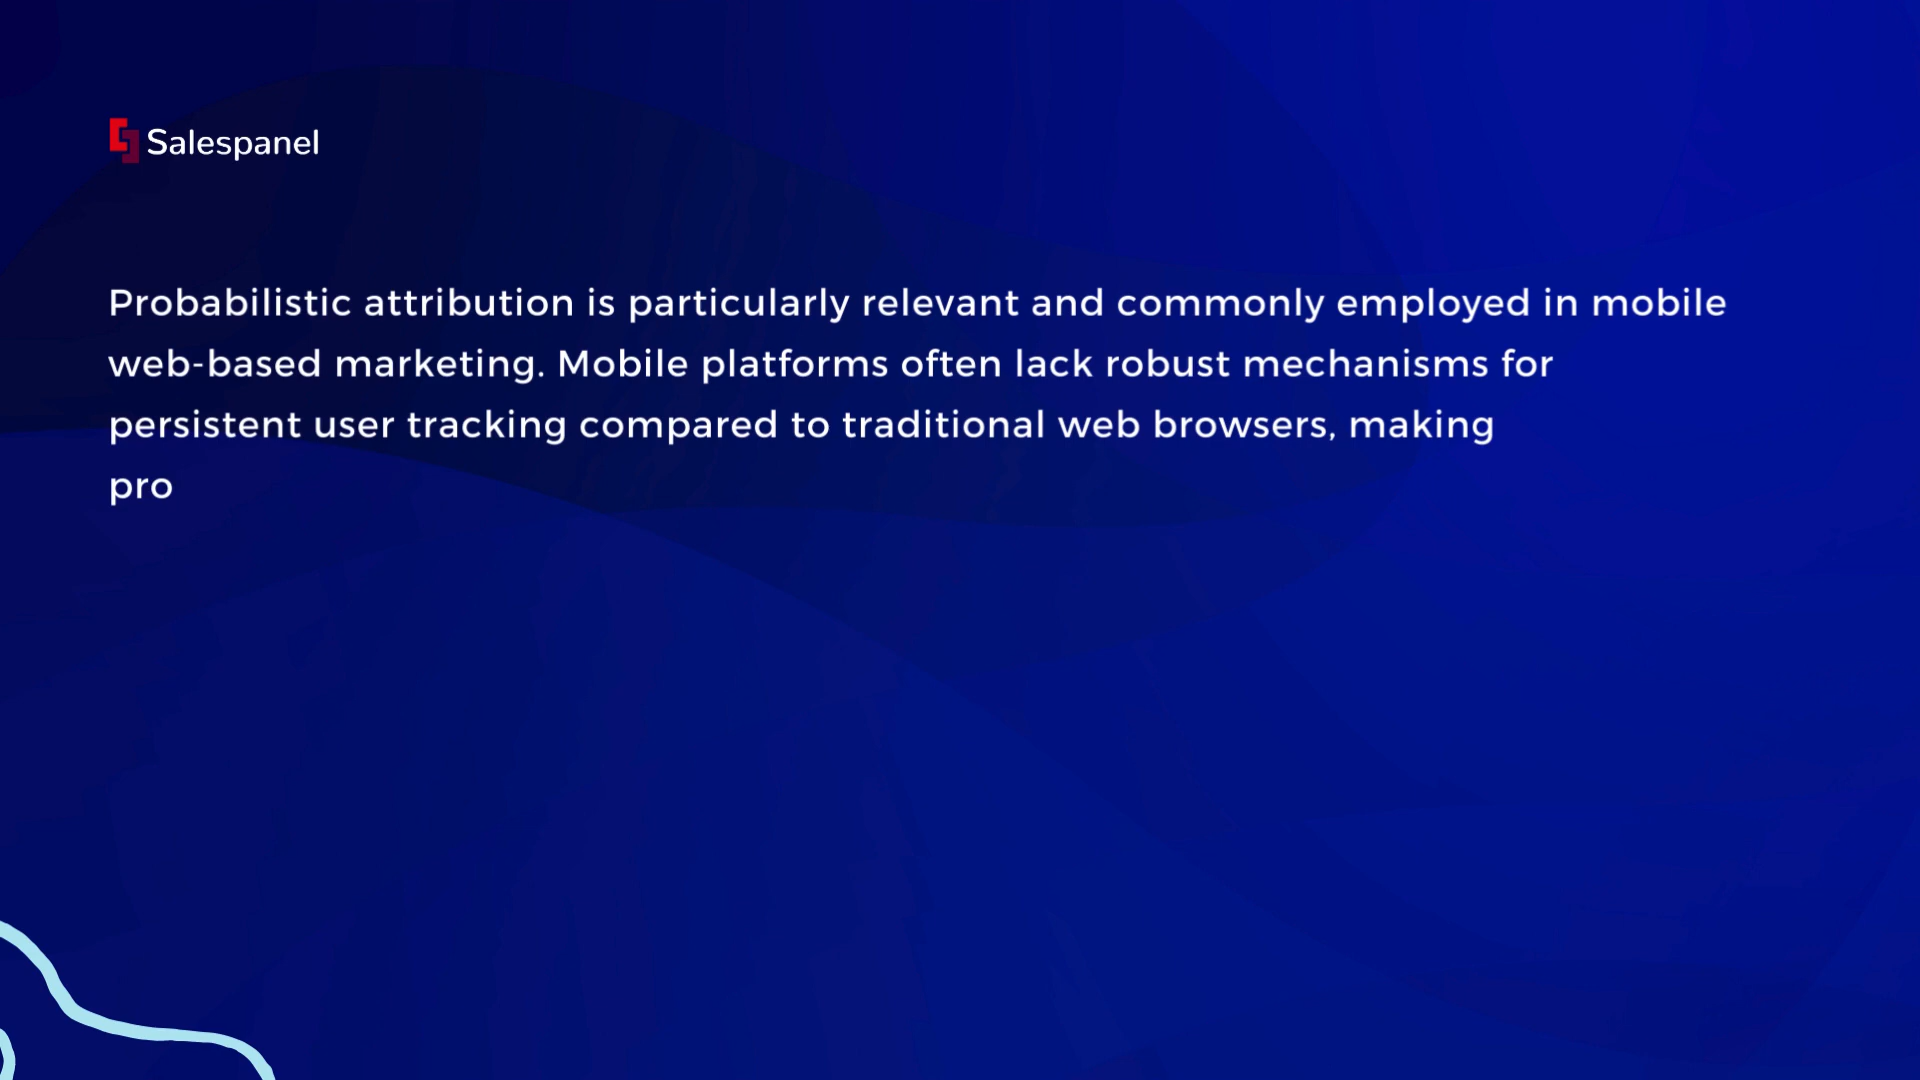 Salespanel
Probabilistic attribution is particularly relevant and commonly employed in mobile
web-based marketing. Mobile platforms often lack robust mechanisms for
persistent user tracking compared to traditional web browsers, making
pro